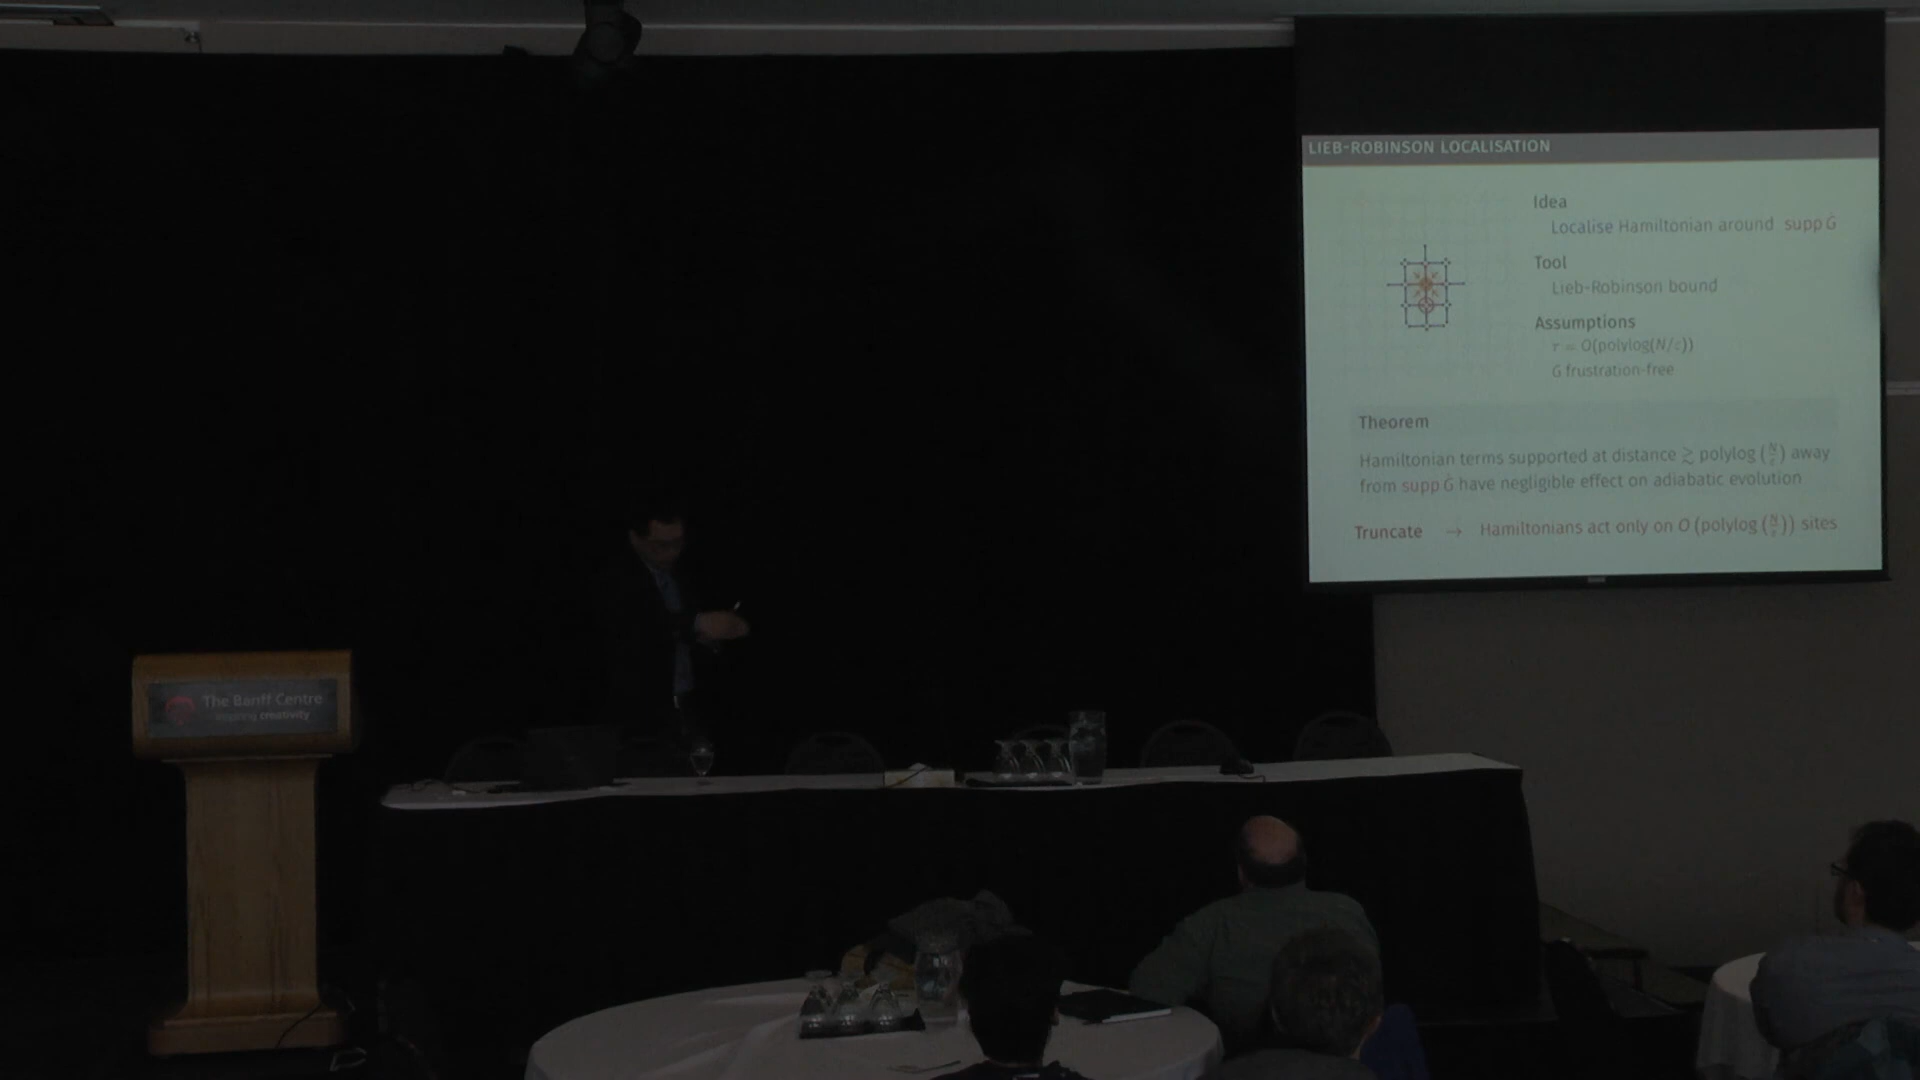 LIEB-ROBINSON LOCALISATION
Idea
Localise Hamiltonian around supp Ġ
Tool
Lieb-Robinson bound
Assumptions
τ = O(polylog(N/ε))
G frustration-free
Theorem
Hamiltonian terms supported at distance ≳ polylog (N/ε) away
from supp Ġ have negligible effect on adiabatic evolution
Truncate → Hamiltonians act only on O (polylog (N/ε)) sites
The Banff Centre
inspiring creativity